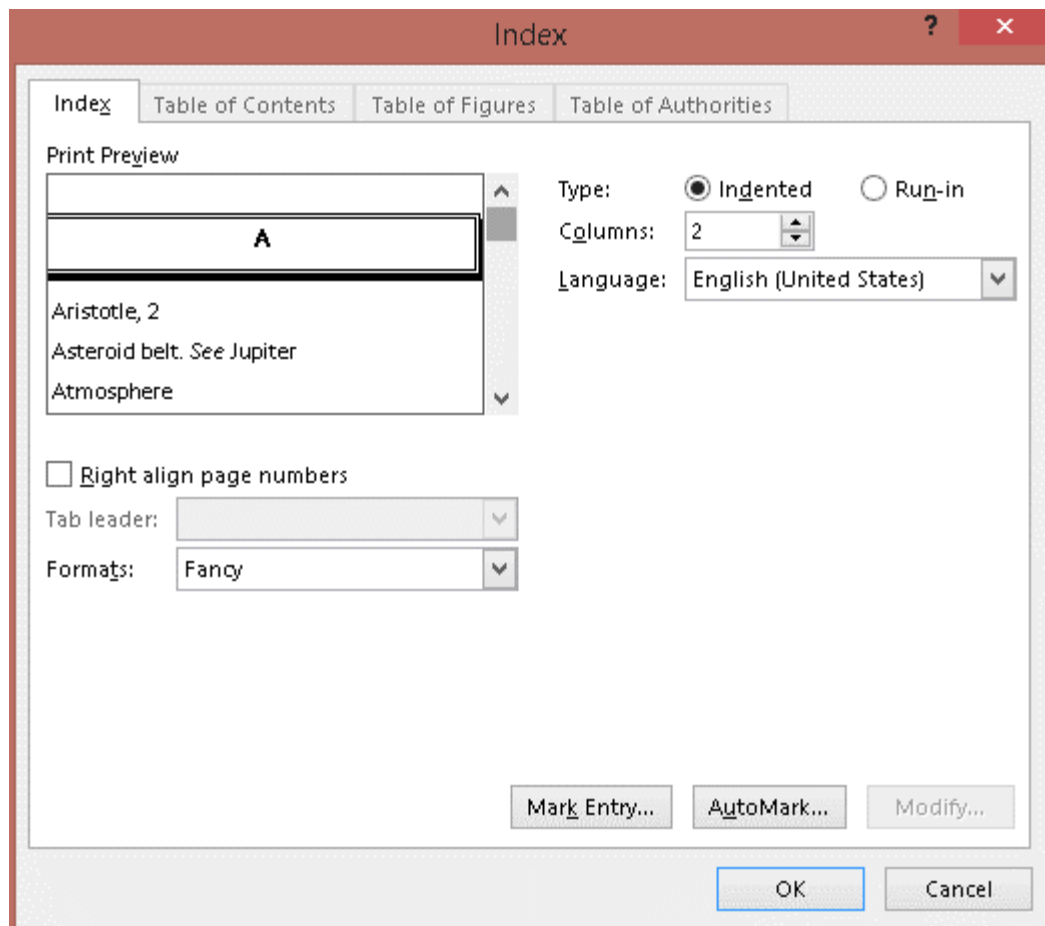 Index
?
Index Table of Contents Table of Figures Table of Authorities
Print Preview
A
Aristotle, 2
Asteroid belt. See Jupiter
Atmosphere
Type: Indented Run-in
Columns: 2
Language: English (United States)
Right align page numbers
Tab leader:
Formats: Fancy
Mark Entry... AutoMark... Modify...
OK Cancel